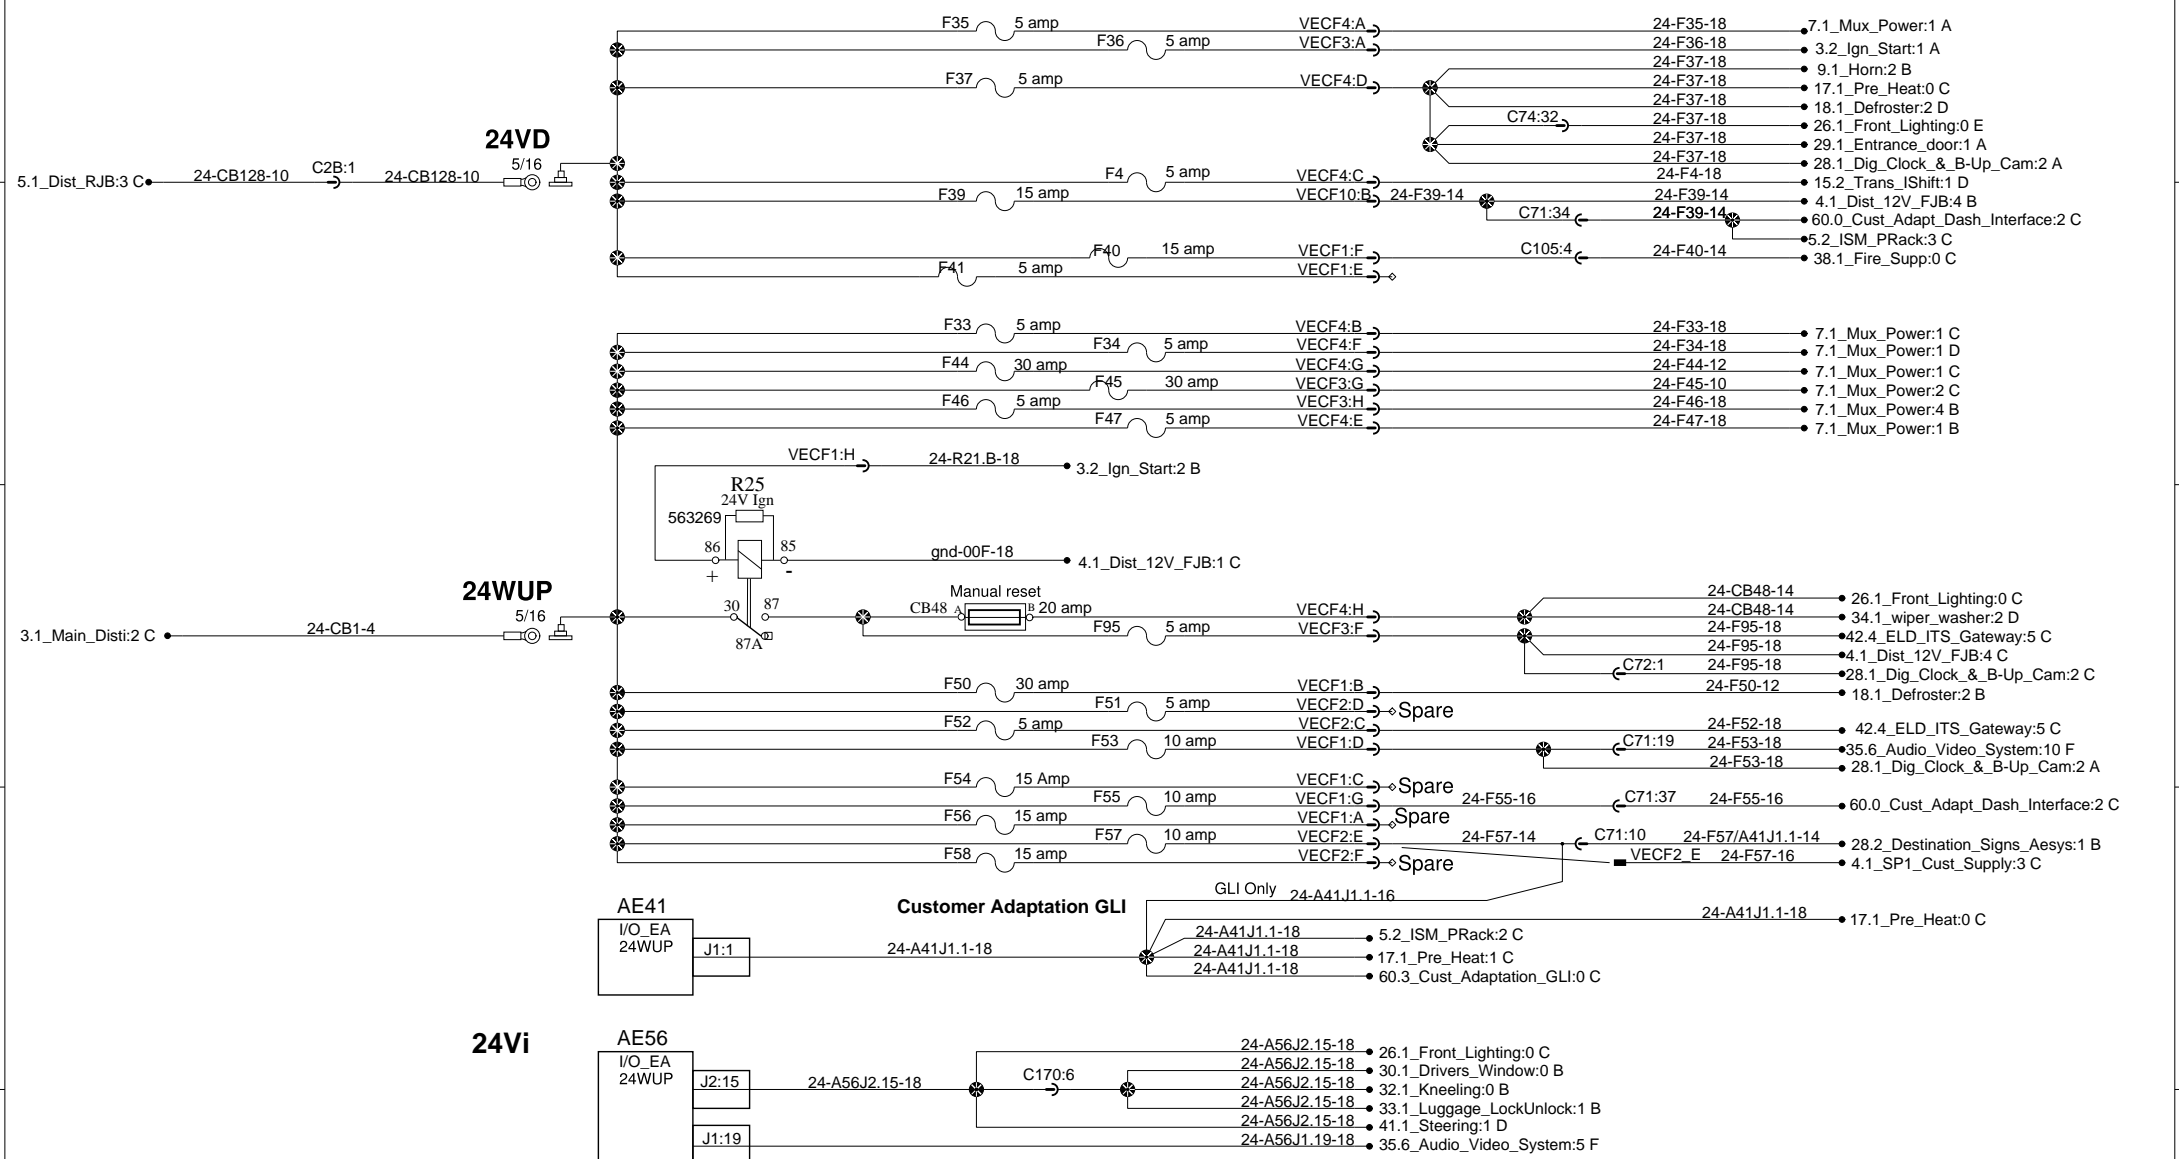 F35 5 amp VECF4:A 24-F35-18 7.1_Mux_Power:1 A
F36 5 amp VECF3:A 24-F36-18 3.2_Ign_Start:1 A
24-F37-18 9.1_Horn:2 B
F37 5 amp VECF4:D 24-F37-18 17.1_Pre_Heat:0 C
24-F37-18 18.1_Defroster:2 D
C74:32 24-F37-18 26.1_Front_Lighting:0 E
24VD
24-F37-18 29.1_Entrance_door:1 A
24-F37-18 28.1_Dig_Clock_&_B-Up_Cam:2 A
5.1_Dist_RJB:3 C 24-CB128-10 C2B:1 24-CB128-10 5/16
F4 5 amp VECF4:C 24-F4-18 15.2_Trans_IShift:1 D
F39 15 amp VECF10:B 24-F39-14 24-F39-14 4.1_Dist_12V_FJB:4 B
C71:34 24-F39-14 60.0_Cust_Adapt_Dash_Interface:2 C
5.2_ISM_PRack:3 C
F40 15 amp VECF1:F C105:4 24-F40-14 38.1_Fire_Supp:0 C
F41 5 amp VECF1:E
F33 5 amp VECF4:B 24-F33-18 7.1_Mux_Power:1 C
F34 5 amp VECF4:F 24-F34-18 7.1_Mux_Power:1 D
F44 30 amp VECF4:G 24-F44-12 7.1_Mux_Power:1 C
F45 30 amp VECF3:G 24-F45-10 7.1_Mux_Power:2 C
F46 5 amp VECF3:H 24-F46-18 7.1_Mux_Power:4 B
F47 5 amp VECF4:E 24-F47-18 7.1_Mux_Power:1 B
VECF1:H 24-R21.B-18 3.2_Ign_Start:2 B
R25
24V Ign
563269
86 85 gnd-00F-18 4.1_Dist_12V_FJB:1 C
+ -
24WUP
5/16
3.1_Main_Disti:2 C 24-CB1-4
Manual reset
24-CB48-14 26.1_Front_Lighting:0 C
30 87 CB48 A B 20 amp VECF4:H 24-CB48-14 34.1_wiper_washer:2 D
87A
F95 5 amp VECF3:F 24-F95-18 42.4_ELD_ITS_Gateway:5 C
24-F95-18 4.1_Dist_12V_FJB:4 C
C72:1 24-F95-18 28.1_Dig_Clock_&_B-Up_Cam:2 C
F50 30 amp VECF1:B 24-F50-12 18.1_Defroster:2 B
F51 5 amp VECF2:D Spare
F52 5 amp VECF2:C 24-F52-18 42.4_ELD_ITS_Gateway:5 C
F53 10 amp VECF1:D C71:19 24-F53-18 35.6_Audio_Video_System:10 F
24-F53-18 28.1_Dig_Clock_&_B-Up_Cam:2 A
F54 15 Amp VECF1:C Spare
F55 10 amp VECF1:G 24-F55-16 C71:37 24-F55-16 60.0_Cust_Adapt_Dash_Interface:2 C
F56 15 amp VECF1:A Spare
F57 10 amp VECF2:E 24-F57-14 C71:10 24-F57/A41J1.1-14 28.2_Destination_Signs_Aesys:1 B
F58 15 amp VECF2:F Spare VECF2_E 24-F57-16 4.1_SP1_Cust_Supply:3 C
GLI Only 24-A41J1.1-16
Customer Adaptation GLI
AE41
I/O_EA
24WUP
24-A41J1.1-18 17.1_Pre_Heat:0 C
24-A41J1.1-18 5.2_ISM_PRack:2 C
J1:1 24-A41J1.1-18 24-A41J1.1-18 17.1_Pre_Heat:1 C
24-A41J1.1-18 60.3_Cust_Adaptation_GLI:0 C
24Vi
AE56
I/O_EA
24WUP
24-A56J2.15-18 26.1_Front_Lighting:0 C
24-A56J2.15-18 30.1_Drivers_Window:0 B
J2:15 24-A56J2.15-18 C170:6 24-A56J2.15-18 32.1_Kneeling:0 B
24-A56J2.15-18 33.1_Luggage_LockUnlock:1 B
24-A56J2.15-18 41.1_Steering:1 D
J1:19 24-A56J1.19-18 35.6_Audio_Video_System:5 F